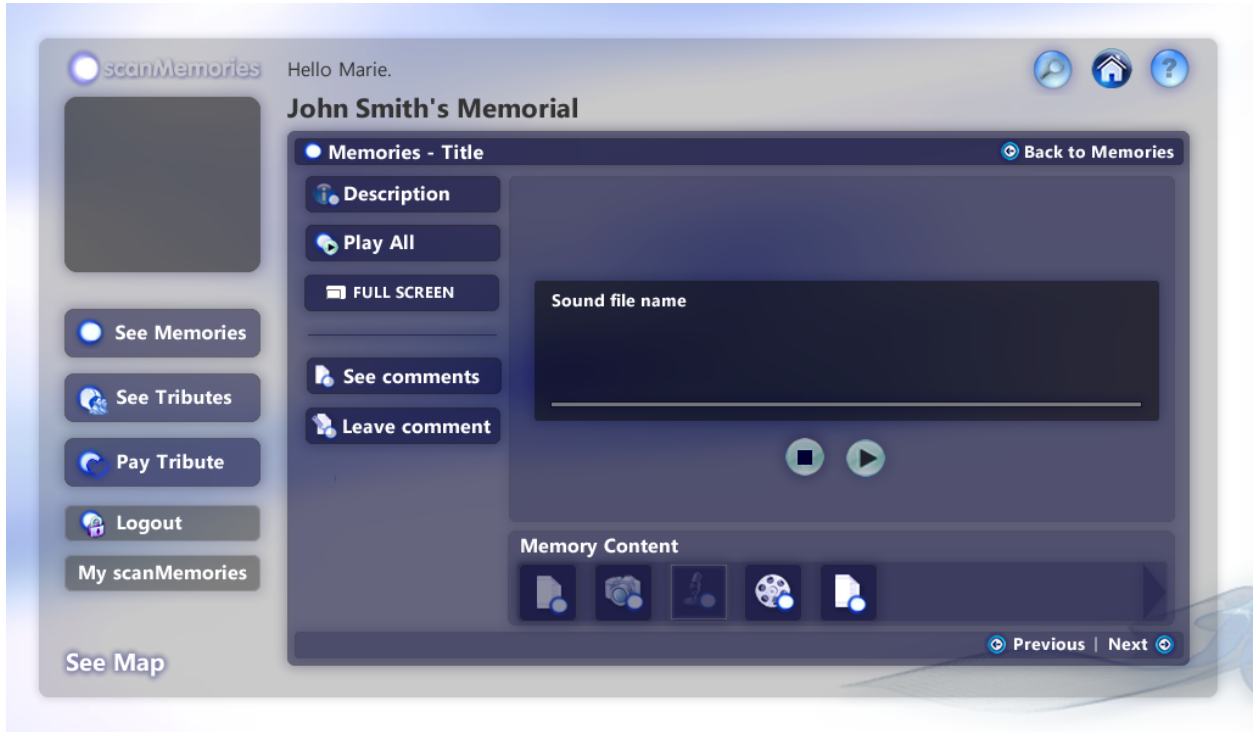 scanMemories
Hello Marie.
John Smith's Memorial
Memories - Title
Back to Memories
Description
Play All
FULL SCREEN
See comments
Leave comment
Sound file name
Memory Content
Previous | Next
See Memories
See Tributes
Pay Tribute
Logout
My scanMemories
See Map